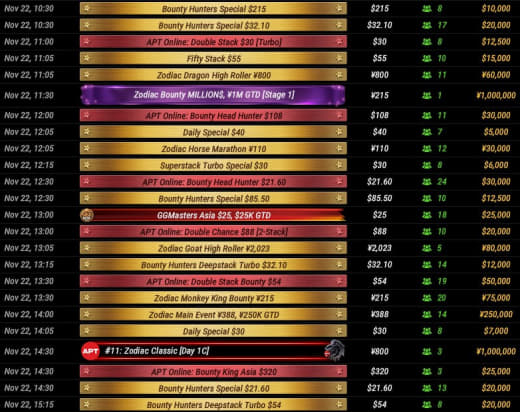 Nov 22, 10:30 Bounty Hunters Special $215 $215 8 $10,000
Nov 22, 10:30 Bounty Hunters Special $32.10 $32.10 17 $20,000
Nov 22, 11:00 APT Online: Double Stack $30 [Turbo] $30 8 $12,500
Nov 22, 11:05 Fifty Stack $55 $55 10 $15,000
Nov 22, 11:05 Zodiac Dragon High Roller ¥800 ¥800 11 ¥60,000
Nov 22, 11:30 Zodiac Bounty MILLION$, ¥1M GTD [Stage 1] ¥215 1 ¥1,000,000
Nov 22, 12:00 APT Online: Bounty Head Hunter $108 $108 11 $30,000
Nov 22, 12:05 Daily Special $40 $40 7 $5,000
Nov 22, 12:05 Zodiac Horse Marathon ¥110 ¥110 12 ¥30,000
Nov 22, 12:15 Superstack Turbo Special $30 $30 8 $6,000
Nov 22, 12:30 APT Online: Bounty Head Hunter $21.60 $21.60 24 $30,000
Nov 22, 12:30 Bounty Hunters Special $85.50 $85.50 10 $12,500
Nov 22, 13:00 GGMasters Asia $25, $25K GTD $25 18 $25,000
Nov 22, 13:00 APT Online: Double Chance $88 [2-Stack] $88 10 $20,000
Nov 22, 13:05 Zodiac Goat High Roller ¥2,023 ¥2,023 5 ¥80,000
Nov 22, 13:15 Bounty Hunters Deepstack Turbo $32.10 $32.10 14 $12,000
Nov 22, 13:30 APT Online: Double Stack Bounty $54 $54 19 $50,000
Nov 22, 13:30 Zodiac Monkey King Bounty ¥215 ¥215 20 ¥75,000
Nov 22, 14:00 Zodiac Main Event ¥388, ¥250K GTD ¥388 14 ¥250,000
Nov 22, 14:05 Daily Special $30 $30 8 $7,000
Nov 22, 14:30 APT #11: Zodiac Classic [Day 1C] ¥800 3 ¥1,000,000
Nov 22, 14:30 APT Online: Bounty King Asia $320 $320 3 $25,000
Nov 22, 14:30 Bounty Hunters Special $21.60 $21.60 13 $20,000
Nov 22, 15:15 Bounty Hunters Deepstack Turbo $54 $54 8 $20,000